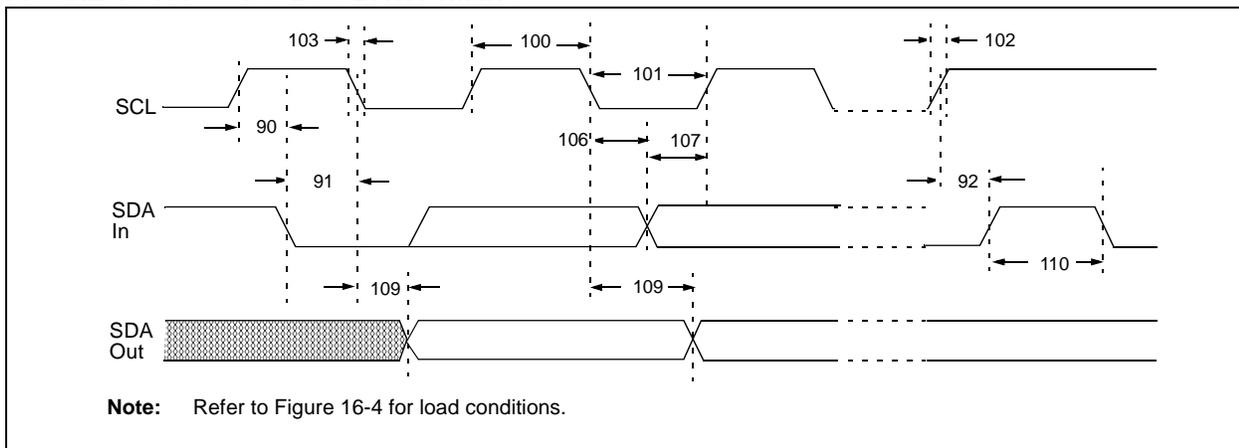 103
100
102
101
SCL
90
106
107
91
92
SDA
In
110
109
109
SDA
Out
Note: Refer to Figure 16-4 for load conditions.